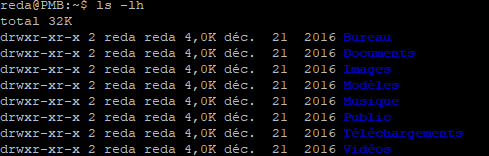 reda@PMB:~$ ls -lh
total 32K
drwxr-xr-x 2 reda reda 4,0K déc.  21  2016 Bureau
drwxr-xr-x 2 reda reda 4,0K déc.  21  2016 Documents
drwxr-xr-x 2 reda reda 4,0K déc.  21  2016 Images
drwxr-xr-x 2 reda reda 4,0K déc.  21  2016 Modèles
drwxr-xr-x 2 reda reda 4,0K déc.  21  2016 Musique
drwxr-xr-x 2 reda reda 4,0K déc.  21  2016 Public
drwxr-xr-x 2 reda reda 4,0K déc.  21  2016 Téléchargements
drwxr-xr-x 2 reda reda 4,0K déc.  21  2016 Vidéos